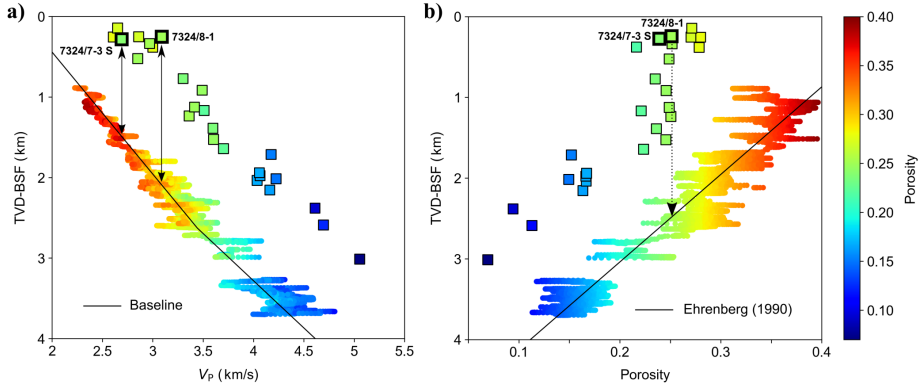 a)
b)
0
1
2
3
4
TVD-BSF (km)
7324/7-3 S
7324/8-1
Baseline
2
2.5
3
3.5
4
4.5
5
5.5
VP (km/s)
0
1
2
3
4
TVD-BSF (km)
7324/8-1
7324/7-3 S
Ehrenberg (1990)
0.1
0.2
0.3
0.4
Porosity
0.40
0.35
0.30
0.25
0.20
0.15
0.10
Porosity